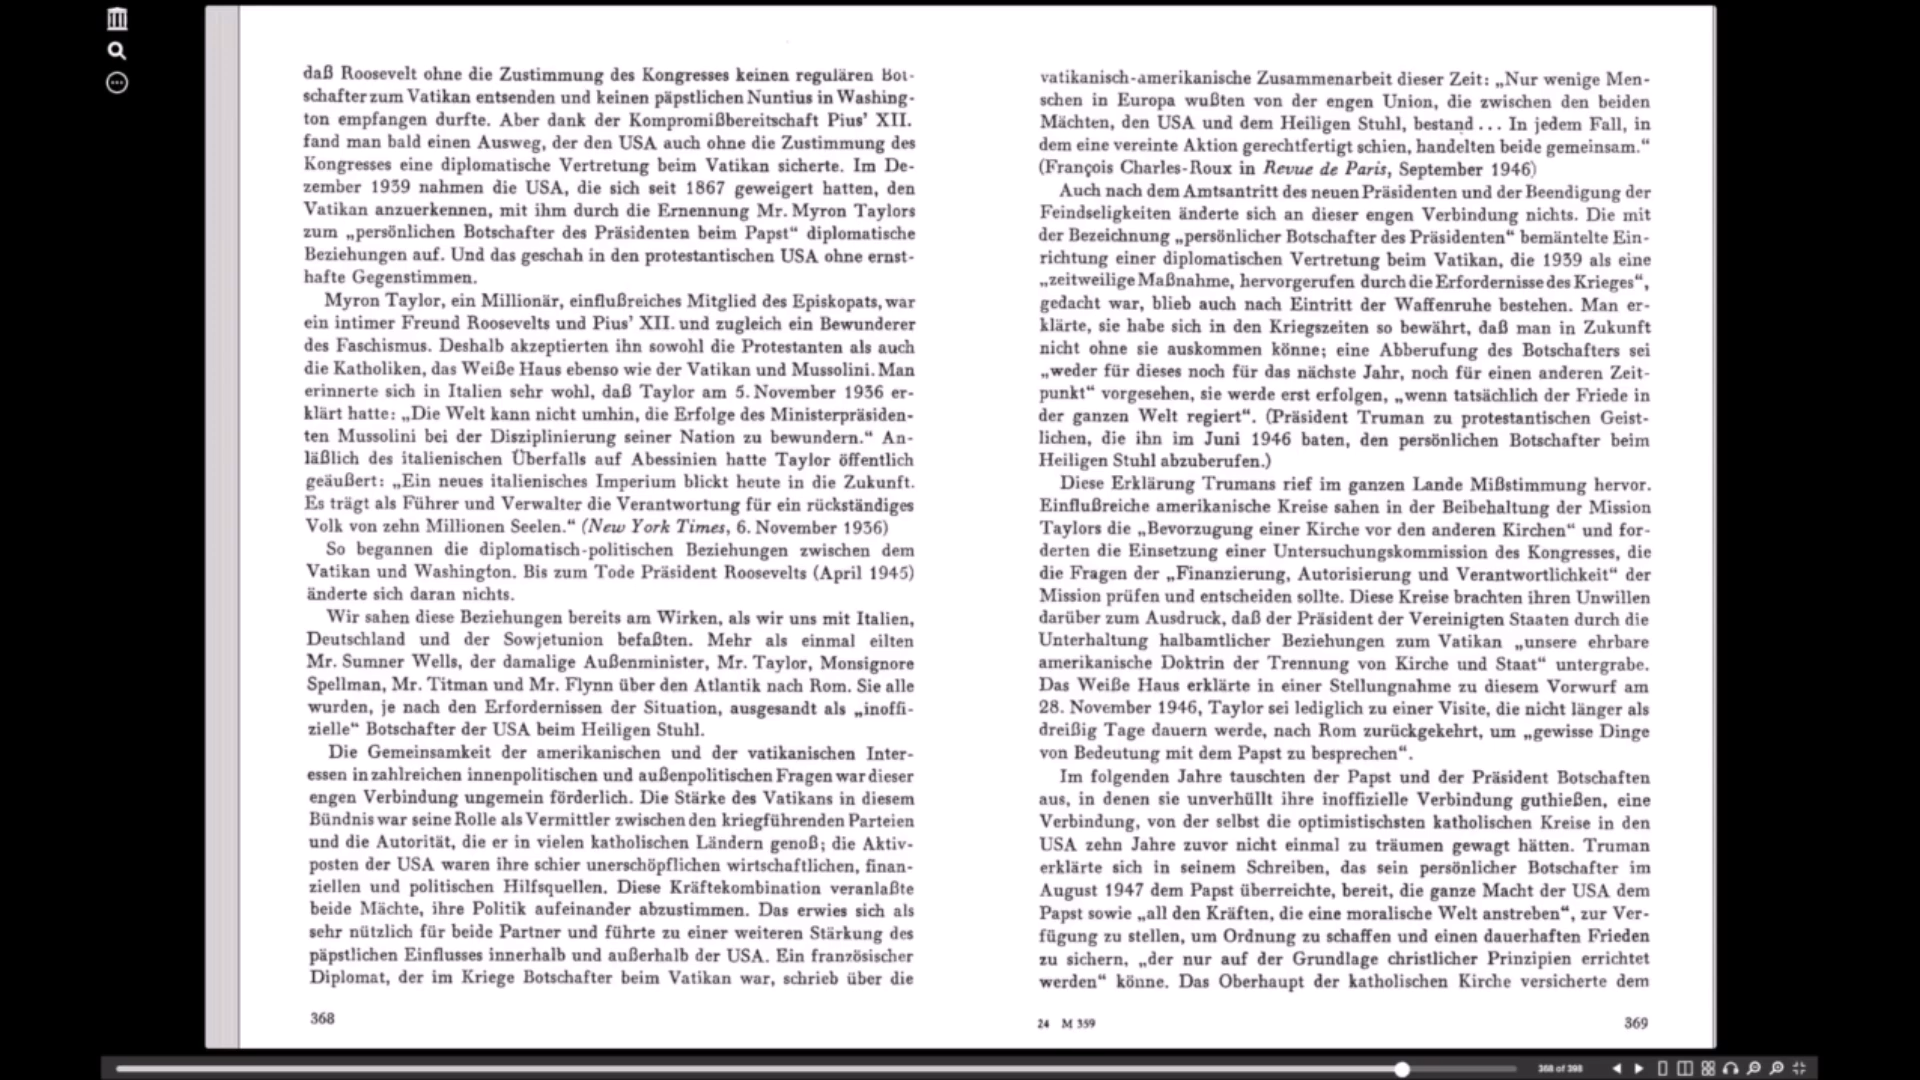 daß Roosevelt ohne die Zustimmung des Kongresses keinen regulären Bot-
schafter zum Vatikan entsenden und keinen päpstlichen Nuntius in Washing-
ton empfangen durfte. Aber dank der Kompromißbereitschaft Pius’ XII.
fand man bald einen Ausweg, der den USA auch ohne die Zustimmung des
Kongresses eine diplomatische Vertretung beim Vatikan sicherte. Im De-
zember 1939 nahmen die USA, die sich seit 1867 geweigert hatten, den
Vatikan anzuerkennen, mit ihm durch die Ernennung Mr. Myron Taylors
zum „persönlichen Botschafter des Präsidenten beim Papst“ diplomatische
Beziehungen auf. Und das geschah in den protestantischen USA ohne ernst-
hafte Gegenstimmen.
Myron Taylor, ein Millionär, einflußreiches Mitglied des Episkopats, war
ein intimer Freund Roosevelts und Pius’ XII. und zugleich ein Bewunderer
des Faschismus. Deshalb akzeptierten ihn sowohl die Protestanten als auch
die Katholiken, das Weiße Haus ebenso wie der Vatikan und Mussolini. Man
erinnerte sich in Italien sehr wohl, daß Taylor am 5. November 1936 er-
klärt hatte: „Die Welt kann nicht umhin, die Erfolge des Ministerpräsiden-
ten Mussolini bei der Disziplinierung seiner Nation zu bewundern.“ An-
läßlich des italienischen Überfalls auf Abessinien hatte Taylor öffentlich
geäußert: „Ein neues italienisches Imperium blickt heute in die Zukunft.
Es trägt als Führer und Verwalter die Verantwortung für ein rückständiges
Volk von zehn Millionen Seelen.“ (New York Times, 6. November 1936)
So begannen die diplomatisch-politischen Beziehungen zwischen dem
Vatikan und Washington. Bis zum Tode Präsident Roosevelts (April 1945)
änderte sich daran nichts.
Wir sahen diese Beziehungen bereits am Wirken, als wir uns mit Italien,
Deutschland und der Sowjetunion befaßten. Mehr als einmal eilten
Mr. Sumner Wells, der damalige Außenminister, Mr. Taylor, Monsignore
Spellman, Mr. Titman und Mr. Flynn über den Atlantik nach Rom. Sie alle
wurden, je nach den Erfordernissen der Situation, ausgesandt als „inoffi-
zielle“ Botschafter der USA beim Heiligen Stuhl.
Die Gemeinsamkeit der amerikanischen und der vatikanischen Inter-
essen in zahlreichen innenpolitischen und außenpolitischen Fragen war dieser
engen Verbindung ungemein förderlich. Die Stärke des Vatikans in diesem
Bündnis war seine Rolle als Vermittler zwischen den kriegführenden Parteien
und die Autorität, die er in vielen katholischen Ländern genoß; die Aktiv-
posten der USA waren ihre schier unerschöpflichen wirtschaftlichen, finan-
ziellen und politischen Hilfsquellen. Diese Kräftekombination veranlaßte
beide Mächte, ihre Politik aufeinander abzustimmen. Das erwies sich als
sehr nützlich für beide Partner und führte zu einer weiteren Stärkung des
päpstlichen Einflusses innerhalb und außerhalb der USA. Ein französischer
Diplomat, der im Kriege Botschafter beim Vatikan war, schrieb über die
368
vatikanisch-amerikanische Zusammenarbeit dieser Zeit: „Nur wenige Men-
schen in Europa wußten von der engen Union, die zwischen den beiden
Mächten, den USA und dem Heiligen Stuhl, bestand ... In jedem Fall, in
dem eine vereinte Aktion gerechtfertigt schien, handelten beide gemeinsam.“
(François Charles-Roux in Revue de Paris, September 1946)
Auch nach dem Amtsantritt des neuen Präsidenten und der Beendigung der
Feindseligkeiten änderte sich an dieser engen Verbindung nichts. Die mit
der Bezeichnung „persönlicher Botschafter des Präsidenten“ bemäntelte Ein-
richtung einer diplomatischen Vertretung beim Vatikan, die 1939 als eine
„zeitweilige Maßnahme, hervorgerufen durch die Erfordernisse des Krieges“,
gedacht war, blieb auch nach Eintritt der Waffenruhe bestehen. Man er-
klärte, sie habe sich in den Kriegszeiten so bewährt, daß man in Zukunft
nicht ohne sie auskommen könne; eine Abberufung des Botschafters sei
„weder für dieses noch für das nächste Jahr, noch für einen anderen Zeit-
punkt“ vorgesehen, sie werde erst erfolgen, „wenn tatsächlich der Friede in
der ganzen Welt regiert“. (Präsident Truman zu protestantischen Geist-
lichen, die ihn im Juni 1946 baten, den persönlichen Botschafter beim
Heiligen Stuhl abzuberufen.)
Diese Erklärung Trumans rief im ganzen Lande Mißstimmung hervor.
Einflußreiche amerikanische Kreise sahen in der Beibehaltung der Mission
Taylors die „Bevorzugung einer Kirche vor den anderen Kirchen“ und for-
derten die Einsetzung einer Untersuchungskommission des Kongresses, die
die Fragen der „Finanzierung, Autorisierung und Verantwortlichkeit“ der
Mission prüfen und entscheiden sollte. Diese Kreise brachten ihren Unwillen
darüber zum Ausdruck, daß der Präsident der Vereinigten Staaten durch die
Unterhaltung halbamtlicher Beziehungen zum Vatikan „unsere ehrbare
amerikanische Doktrin der Trennung von Kirche und Staat“ untergrabe.
Das Weiße Haus erklärte in einer Stellungnahme zu diesem Vorwurf am
28. November 1946, Taylor sei lediglich zu einer Visite, die nicht länger als
dreißig Tage dauern werde, nach Rom zurückgekehrt, um „gewisse Dinge
von Bedeutung mit dem Papst zu besprechen“.
Im folgenden Jahre tauschten der Papst und der Präsident Botschaften
aus, in denen sie unverhüllt ihre inoffizielle Verbindung guthießen, eine
Verbindung, von der selbst die optimistischsten katholischen Kreise in den
USA zehn Jahre zuvor nicht einmal zu träumen gewagt hätten. Truman
erklärte sich in seinem Schreiben, das sein persönlicher Botschafter im
August 1947 dem Papst überreichte, bereit, die ganze Macht der USA dem
Papst sowie „all den Kräften, die eine moralische Welt anstreben“, zur Ver-
fügung zu stellen, um Ordnung zu schaffen und einen dauerhaften Frieden
zu sichern, „der nur auf der Grundlage christlicher Prinzipien errichtet
werden“ könne. Das Oberhaupt der katholischen Kirche versicherte dem
24 M 359
369
368 of 398